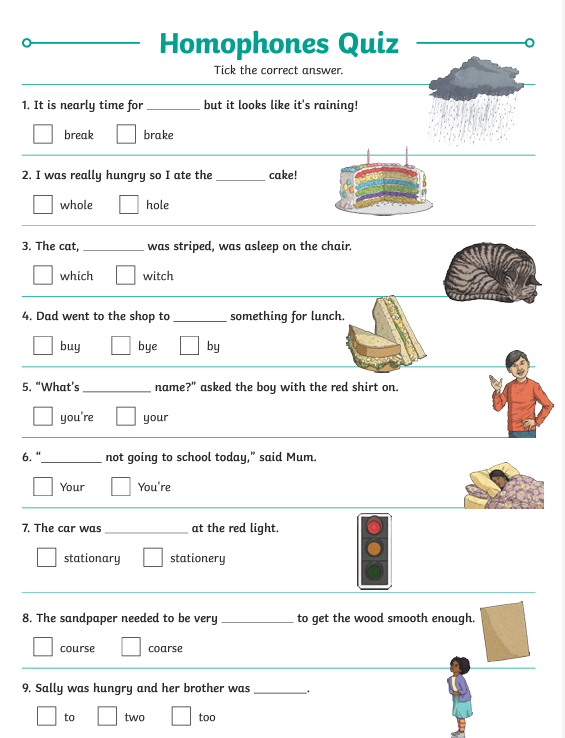 Homophones Quiz
Tick the correct answer.
1. It is nearly time for ________ but it looks like it's raining!
break brake
2. I was really hungry so I ate the ________ cake!
whole hole
3. The cat, _________ was striped, was asleep on the chair.
which witch
4. Dad went to the shop to ________ something for lunch.
buy bye by
5. “What's __________ name?” asked the boy with the red shirt on.
you're your
6. “_________ not going to school today,” said Mum.
Your You're
7. The car was ____________ at the red light.
stationary stationery
8. The sandpaper needed to be very ___________ to get the wood smooth enough.
course coarse
9. Sally was hungry and her brother was ________.
to two too